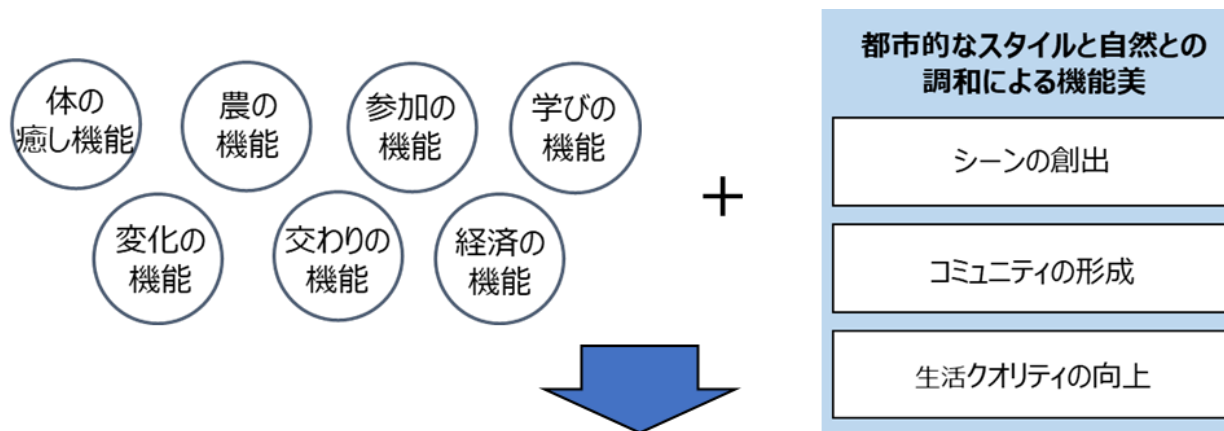 体の
癒し機能
農の
機能
参加の
機能
学びの
機能
変化の
機能
交わりの
機能
経済の
機能
+
都市的なスタイルと自然との
調和による機能美
シーンの創出
コミュニティの形成
生活クオリティの向上